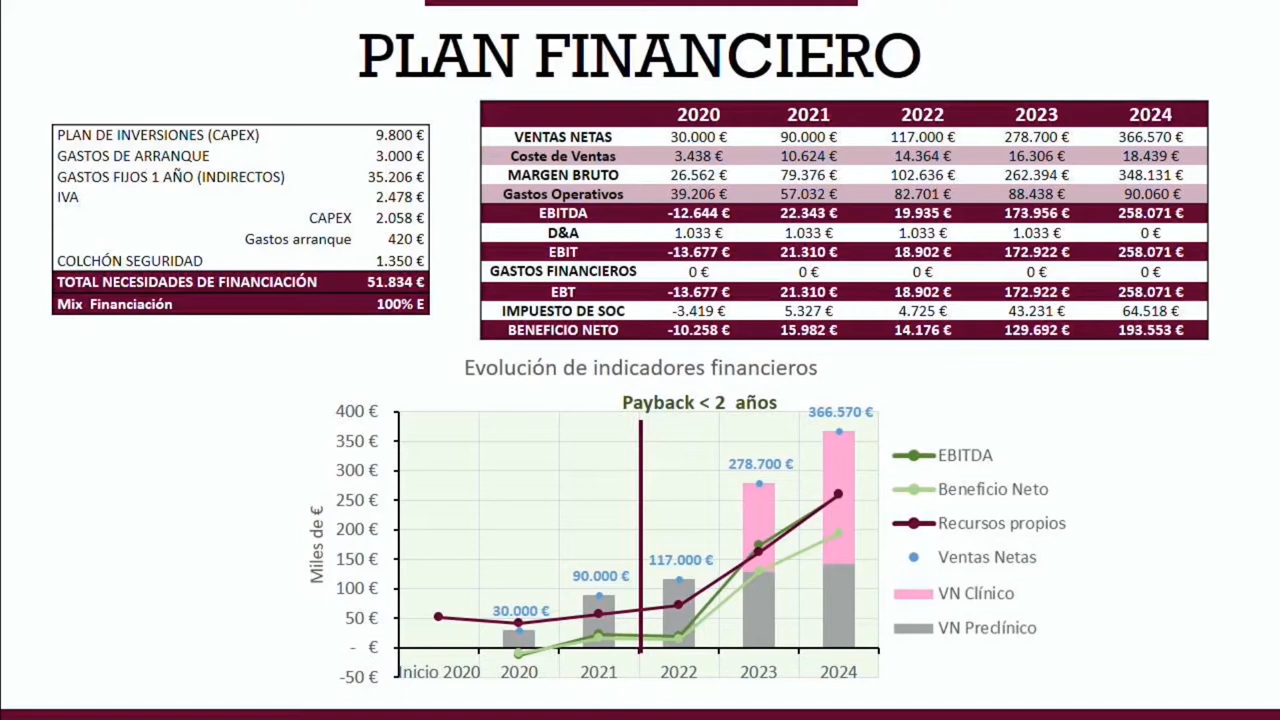 PLAN FINANCIERO
PLAN DE INVERSIONES (CAPEX) 9.800 €
GASTOS DE ARRANQUE 3.000 €
GASTOS FIJOS 1 AÑO (INDIRECTOS) 35.206 €
IVA 2.478 €
CAPEX 2.058 €
Gastos arranque 420 €
COLCHÓN SEGURIDAD 1.350 €
TOTAL NECESIDADES DE FINANCIACIÓN 51.834 €
Mix Financiación 100% E
2020 2021 2022 2023 2024
VENTAS NETAS 30.000 € 90.000 € 117.000 € 278.700 € 366.570 €
Coste de Ventas 3.438 € 10.624 € 14.364 € 16.306 € 18.439 €
MARGEN BRUTO 26.562 € 79.376 € 102.636 € 262.394 € 348.131 €
Gastos Operativos 39.206 € 57.032 € 82.701 € 88.438 € 90.060 €
EBITDA -12.644 € 22.343 € 19.935 € 173.956 € 258.071 €
D&A 1.033 € 1.033 € 1.033 € 1.033 € 0 €
EBIT -13.677 € 21.310 € 18.902 € 172.922 € 258.071 €
GASTOS FINANCIEROS 0 € 0 € 0 € 0 € 0 €
EBT -13.677 € 21.310 € 18.902 € 172.922 € 258.071 €
IMPUESTO DE SOC -3.419 € 5.327 € 4.725 € 43.231 € 64.518 €
BENEFICIO NETO -10.258 € 15.982 € 14.176 € 129.692 € 193.553 €
Evolución de indicadores financieros
Payback < 2 años
Miles de €
400 €
350 €
300 €
250 €
200 €
150 €
100 €
50 €
- €
-50 €
30.000 €
90.000 €
117.000 €
278.700 €
366.570 €
Inicio 2020 2020 2021 2022 2023 2024
EBITDA
Beneficio Neto
Recursos propios
Ventas Netas
VN Clínico
VN Preclínico